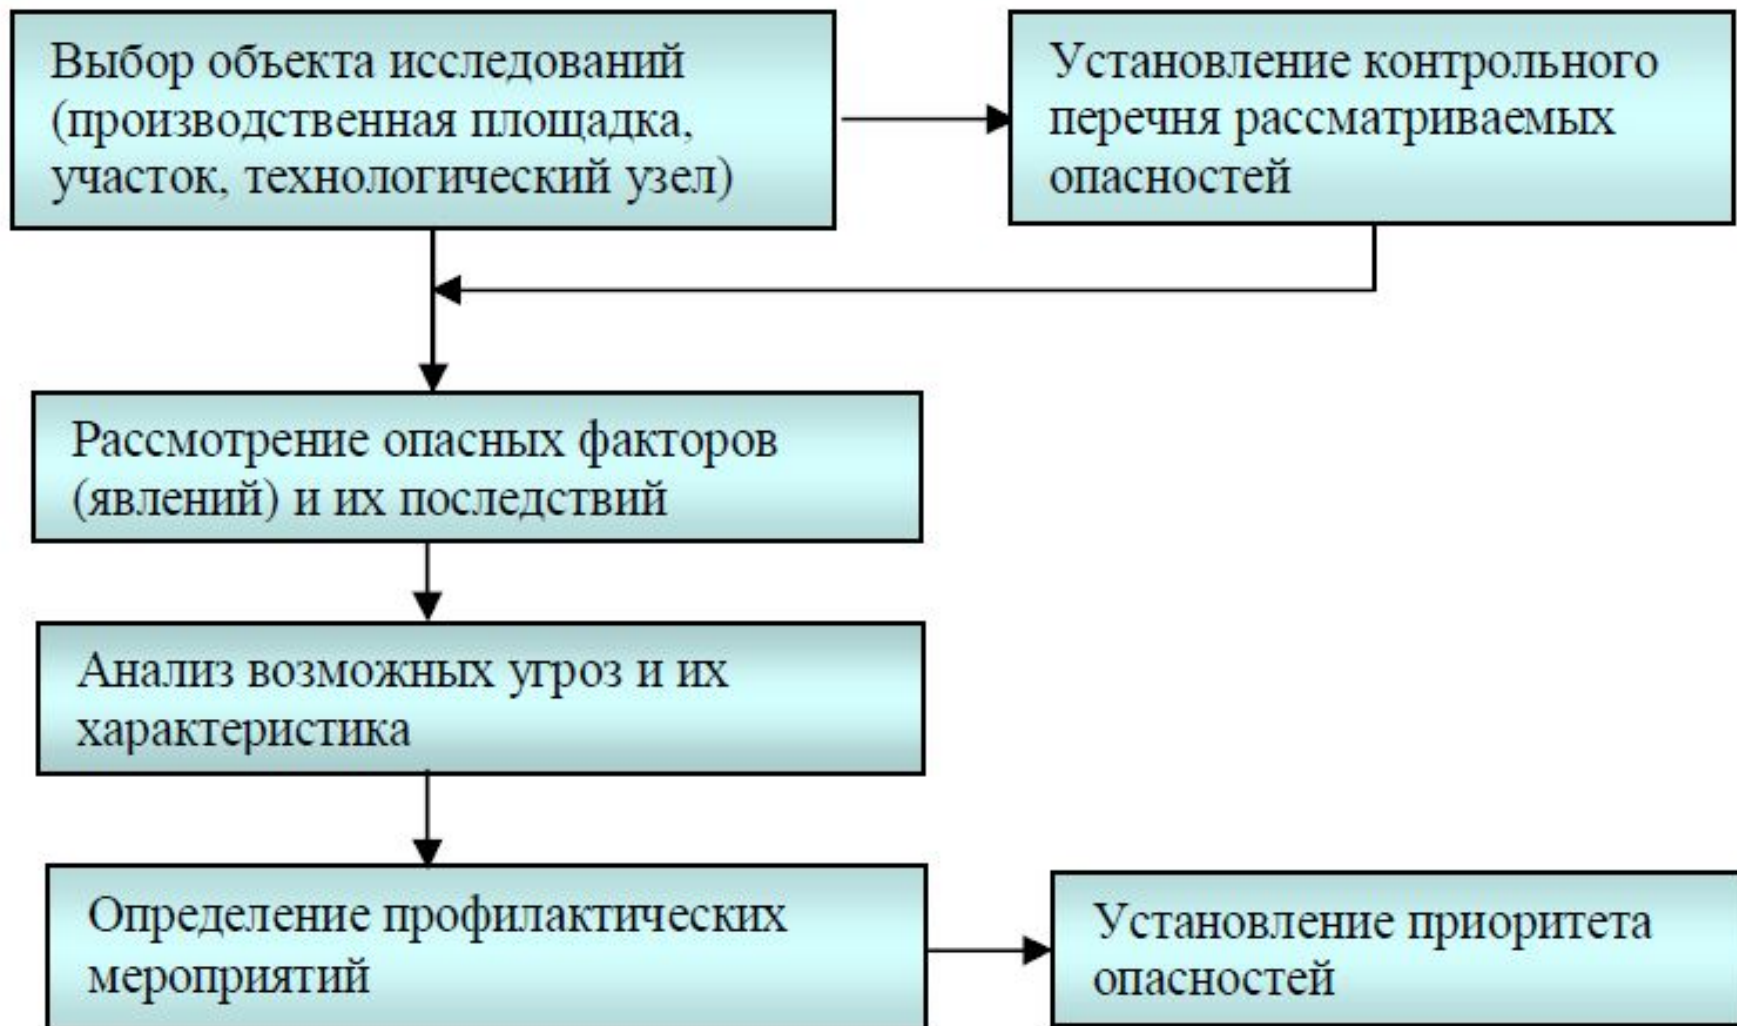 Выбор объекта исследований
(производственная площадка,
участок, технологический узел)
Установление контрольного
перечня рассматриваемых
опасностей
Рассмотрение опасных факторов
(явлений) и их последствий
Анализ возможных угроз и их
характеристика
Определение профилактических
мероприятий
Установление приоритета
опасностей